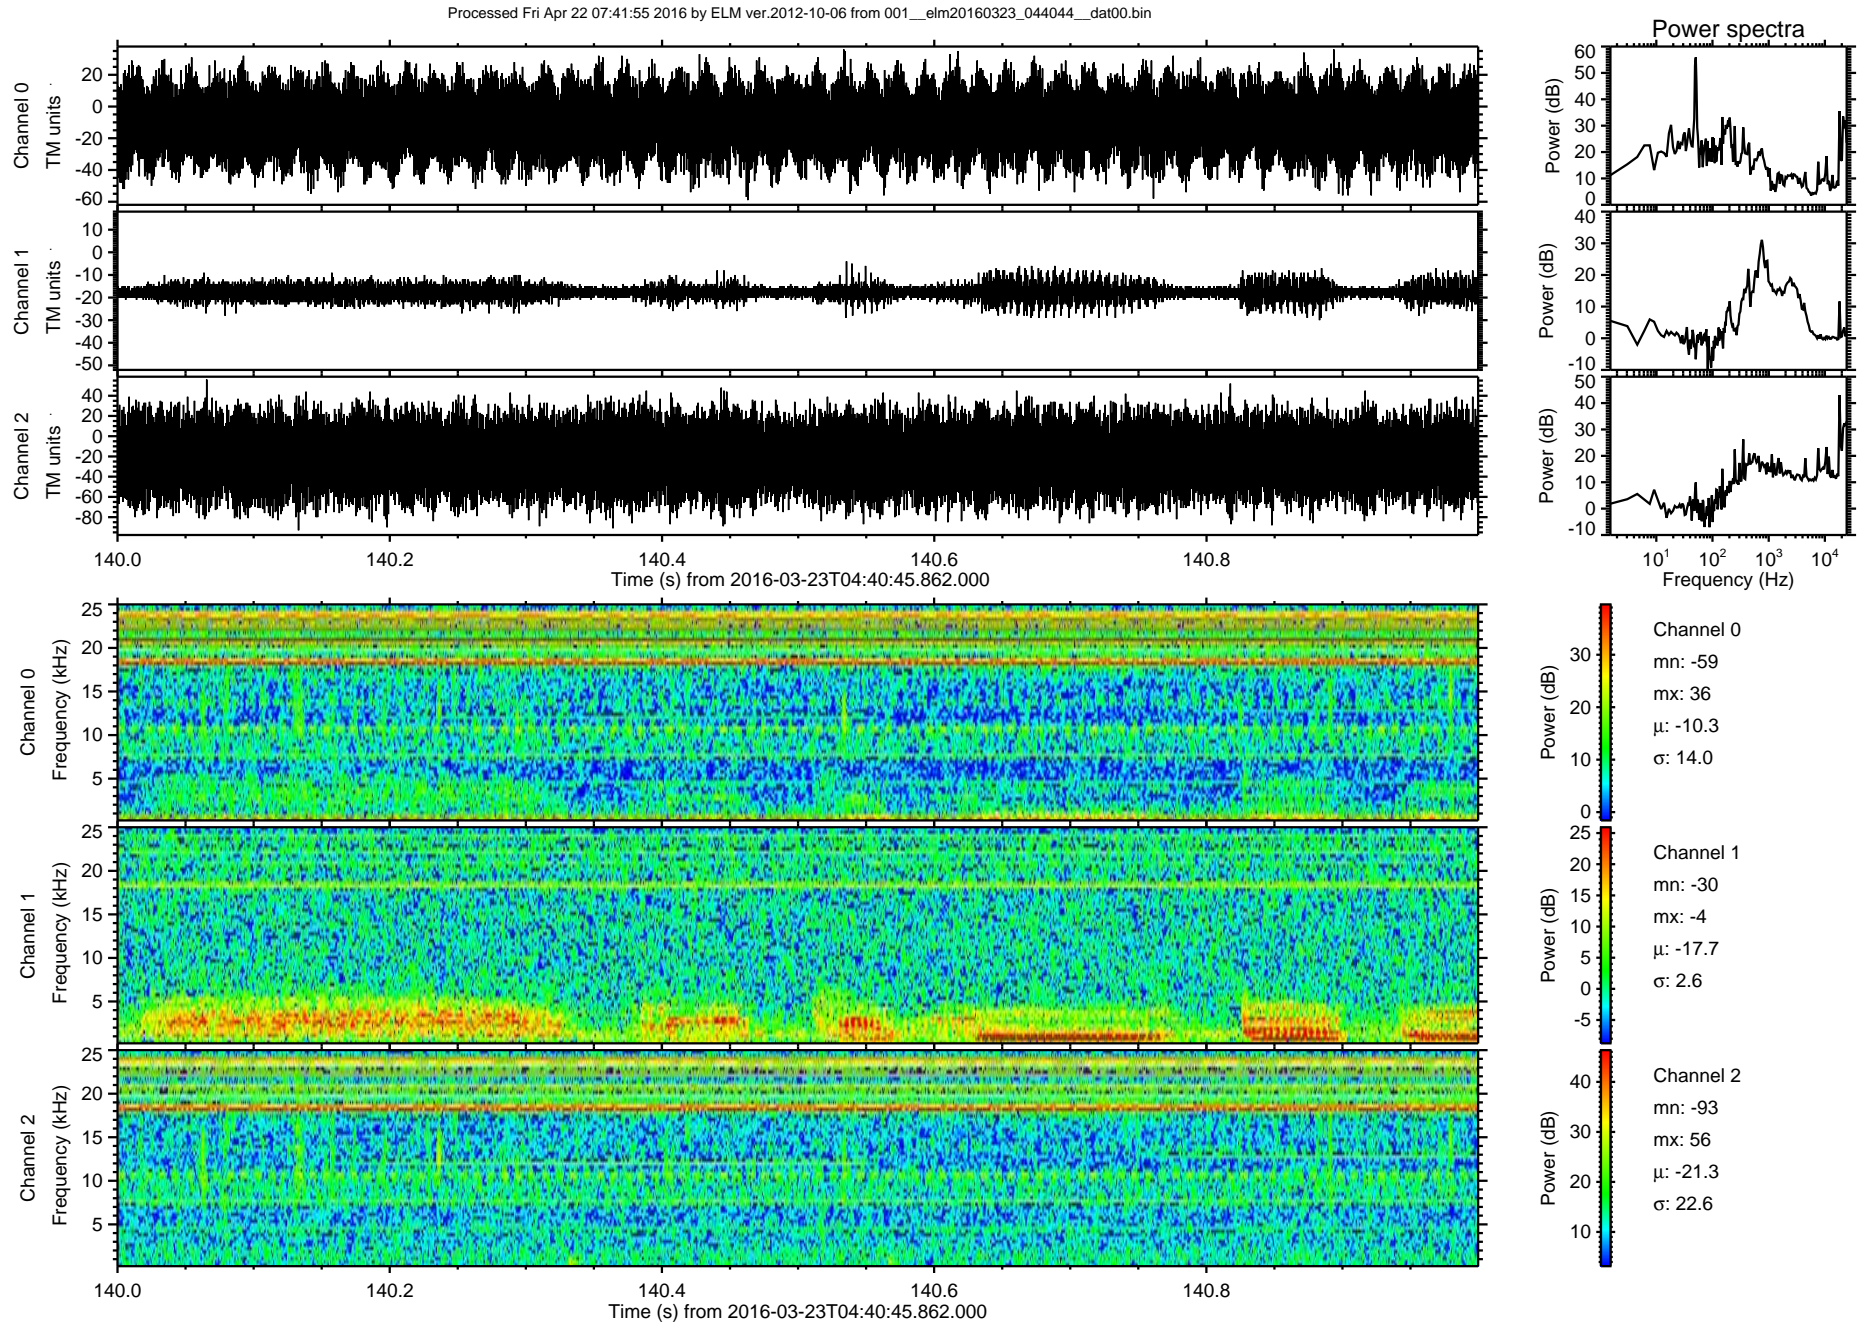 Processed Fri Apr 22 07:41:55 2016 by ELM ver.2012-10-06 from 001__elm20160323_044044__dat00.bin
Power spectra
Channel 0
TM units
20
0
-20
-40
-60
Power (dB)
60
50
40
30
20
10
0
Channel 1
TM units
10
0
-10
-20
-30
-40
-50
Power (dB)
40
30
20
10
0
-10
Channel 2
TM units
40
20
0
-20
-40
-60
-80
Power (dB)
50
40
30
20
10
0
-10
140.0 140.2 140.4 140.6 140.8
Time (s) from 2016-03-23T04:40:45.862.000
10^1 10^2 10^3 10^4
Frequency (Hz)
Channel 0
Frequency (kHz)
25
20
15
10
5
Power (dB)
30
20
10
0
Channel 0
mn: -59
mx: 36
μ: -10.3
σ: 14.0
Channel 1
Frequency (kHz)
25
20
15
10
5
Power (dB)
25
20
15
10
5
0
-5
Channel 1
mn: -30
mx: -4
μ: -17.7
σ: 2.6
Channel 2
Frequency (kHz)
25
20
15
10
5
Power (dB)
40
30
20
10
Channel 2
mn: -93
mx: 56
μ: -21.3
σ: 22.6
140.0 140.2 140.4 140.6 140.8
Time (s) from 2016-03-23T04:40:45.862.000